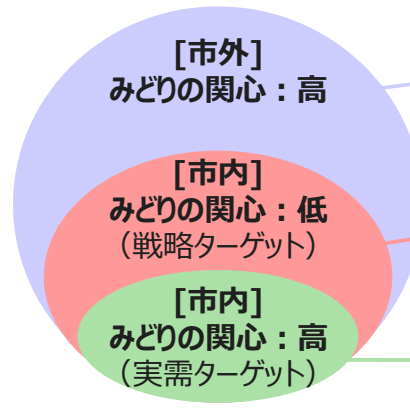 [市外]
みどりの関心：高
[市内]
みどりの関心：低
（戦略ターゲット）
[市内]
みどりの関心：高
（実需ターゲット）